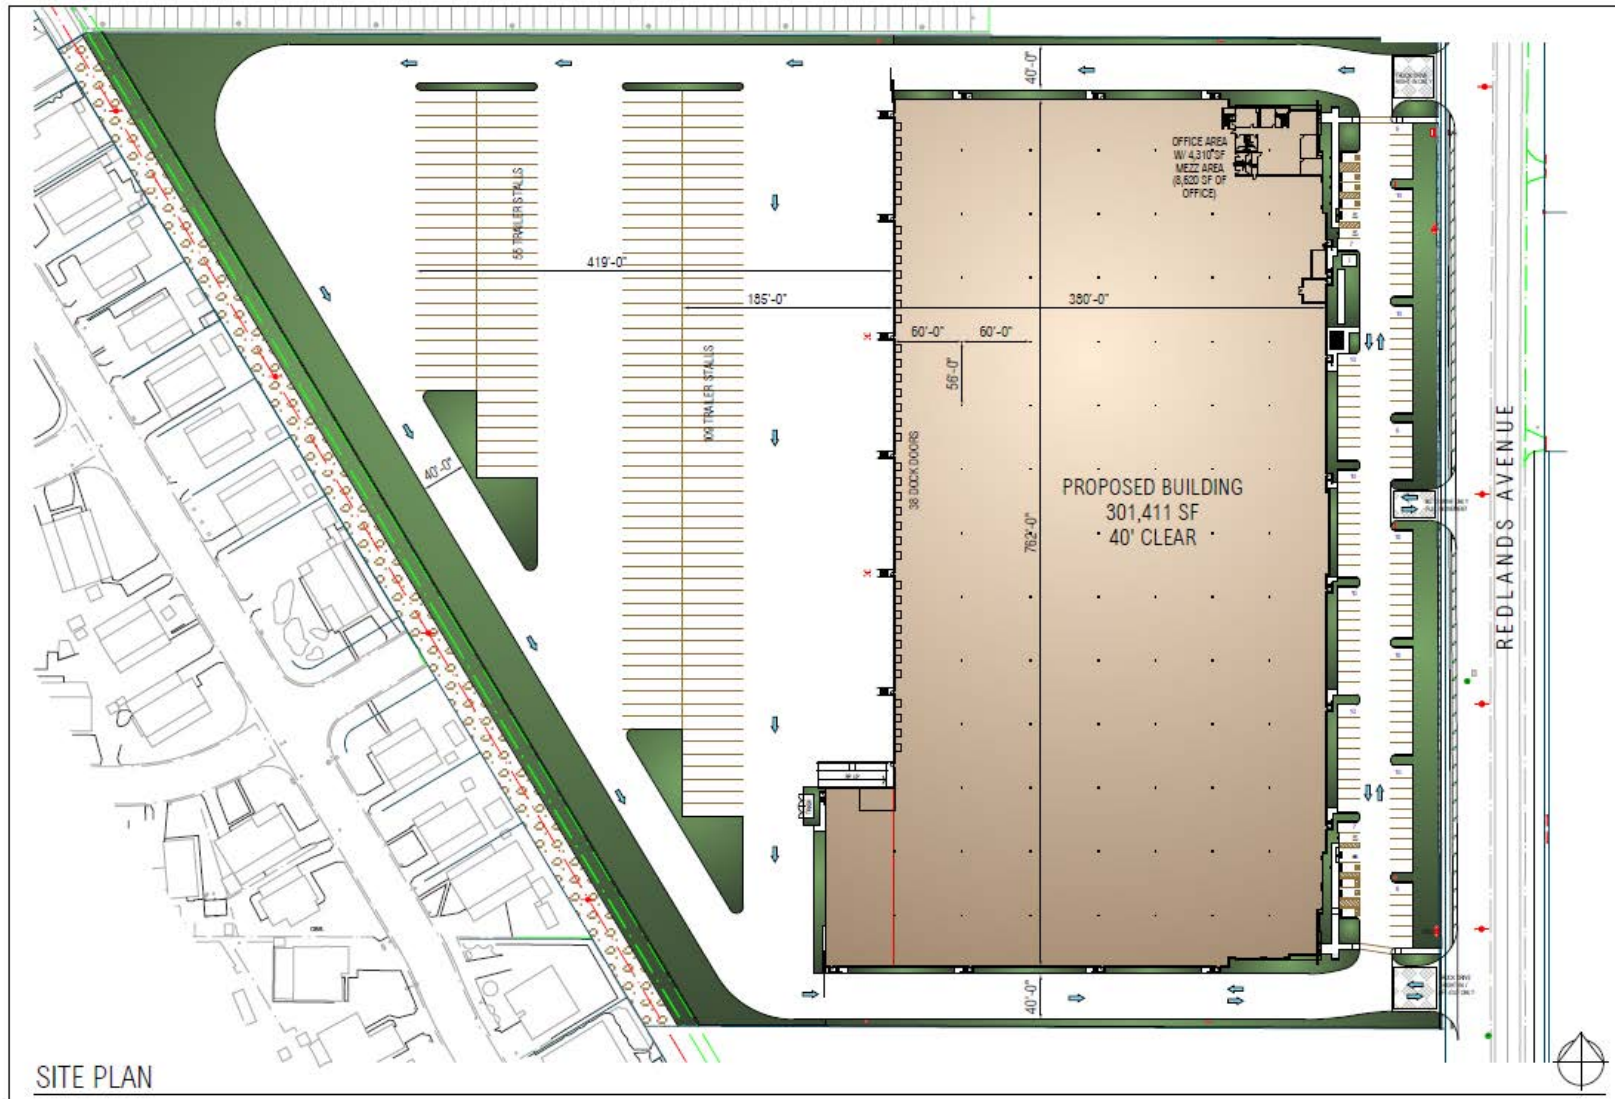 40'-0"
OFFICE AREA
W/ 4,310 SF
MEZZ AREA
(8,620 SF OF
OFFICE)
55 TRAILER STALLS
419'-0"
185'-0"
380'-0"
60'-0"
60'-0"
56'-0"
109 TRAILER STALLS
38 DOCK DOORS
40'-0"
PROPOSED BUILDING
301,411 SF
40' CLEAR
762'-0"
REDLANDS AVENUE
40'-0"
SITE PLAN